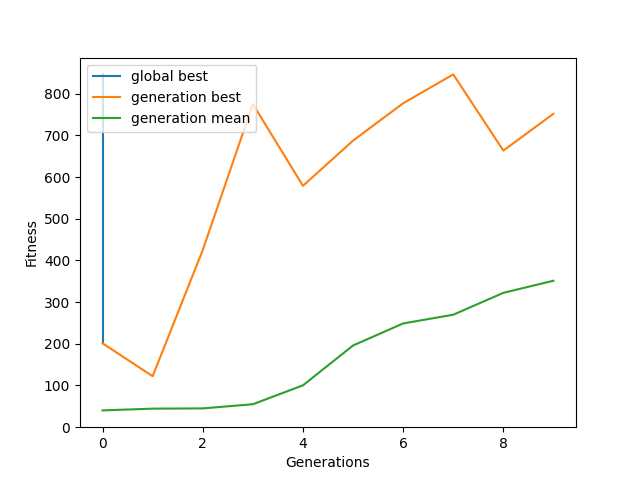 global best
generation best
generation mean
800
700
600
500
400
300
200
100
0
Fitness
0 2 4 6 8
Generations